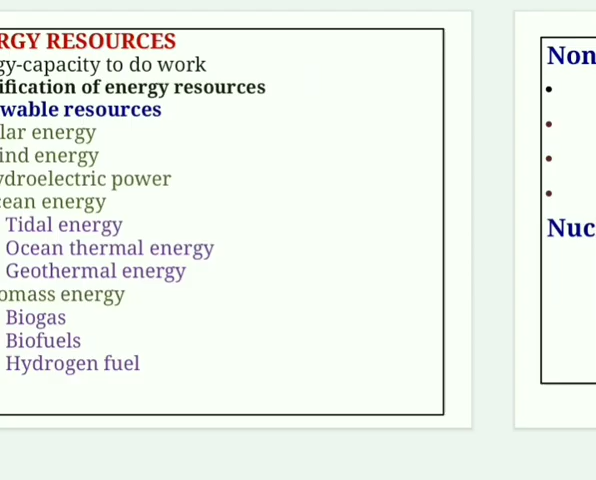 RGY RESOURCES
gy-capacity to do work
ification of energy resources
wable resources
lar energy
ind energy
ydroelectric power
cean energy
Tidal energy
Ocean thermal energy
Geothermal energy
omass energy
Biogas
Biofuels
Hydrogen fuel
Non
•
•
•
•
Nuc